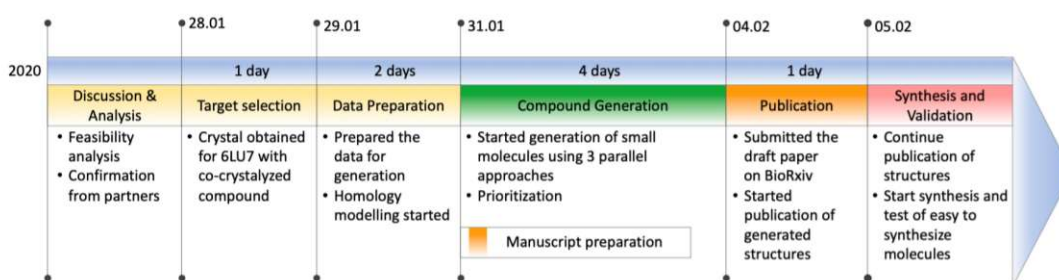 28.01
29.01
31.01
04.02
05.02
2020
1 day
2 days
4 days
1 day
Discussion &
Analysis
Target selection
Data Preparation
Compound Generation
Publication
Synthesis and
Validation
• Feasibility
analysis
• Confirmation
from partners
• Crystal obtained
for 6LU7 with
co-crystalyzed
compound
• Prepared the
data for
generation
• Homology
modelling started
• Started generation of small
molecules using 3 parallel
approaches
• Prioritization
Manuscript preparation
• Submitted the
draft paper
on BioRxiv
• Started
publication of
generated
structures
• Continue
publication of
structures
• Start synthesis and
test of easy to
synthesize
molecules